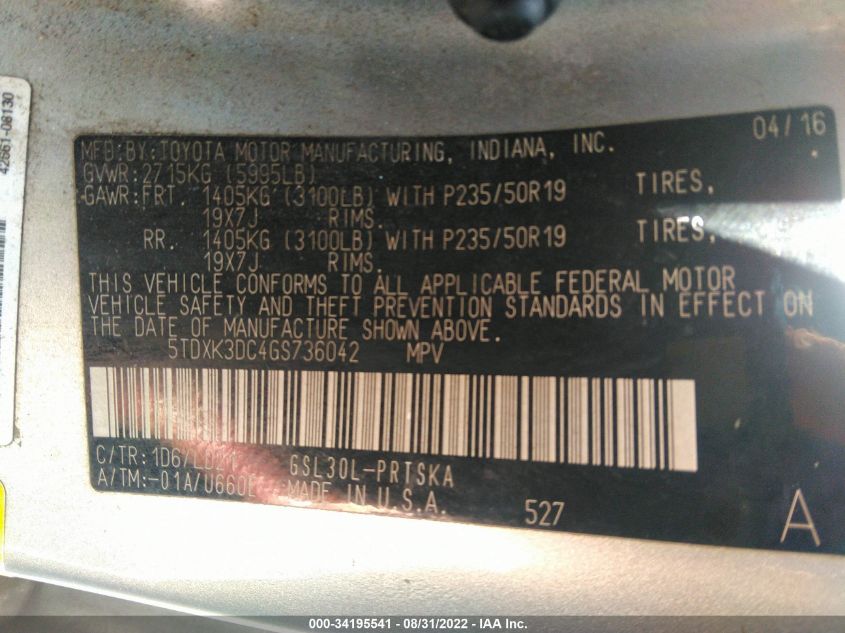 42661-08130
04/16
MFD:BY:TOYOTA MOTOR MANUFACTURING, INDIANA, INC.
GVWR:2715KG (5995LB)
GAWR:FRT. 1405KG (3100LB) WITH P235/50R19 TIRES,
19X7J RIMS.
RR. 1405KG (3100LB) WITH P235/50R19 TIRES,
19X7J RIMS.
THIS VEHICLE CONFORMS TO ALL APPLICABLE FEDERAL MOTOR
VEHICLE SAFETY AND THEFT PREVENTION STANDARDS IN EFFECT ON
THE DATE OF MANUFACTURE SHOWN ABOVE.
5TDXK3DC4GS736042 MPV
C/TR:1D6/ GSL30L-PRTSKA
A/TM:-01A/U660E MADE IN U.S.A.
527
A
000-34195541 - 08/31/2022 - IAA Inc.